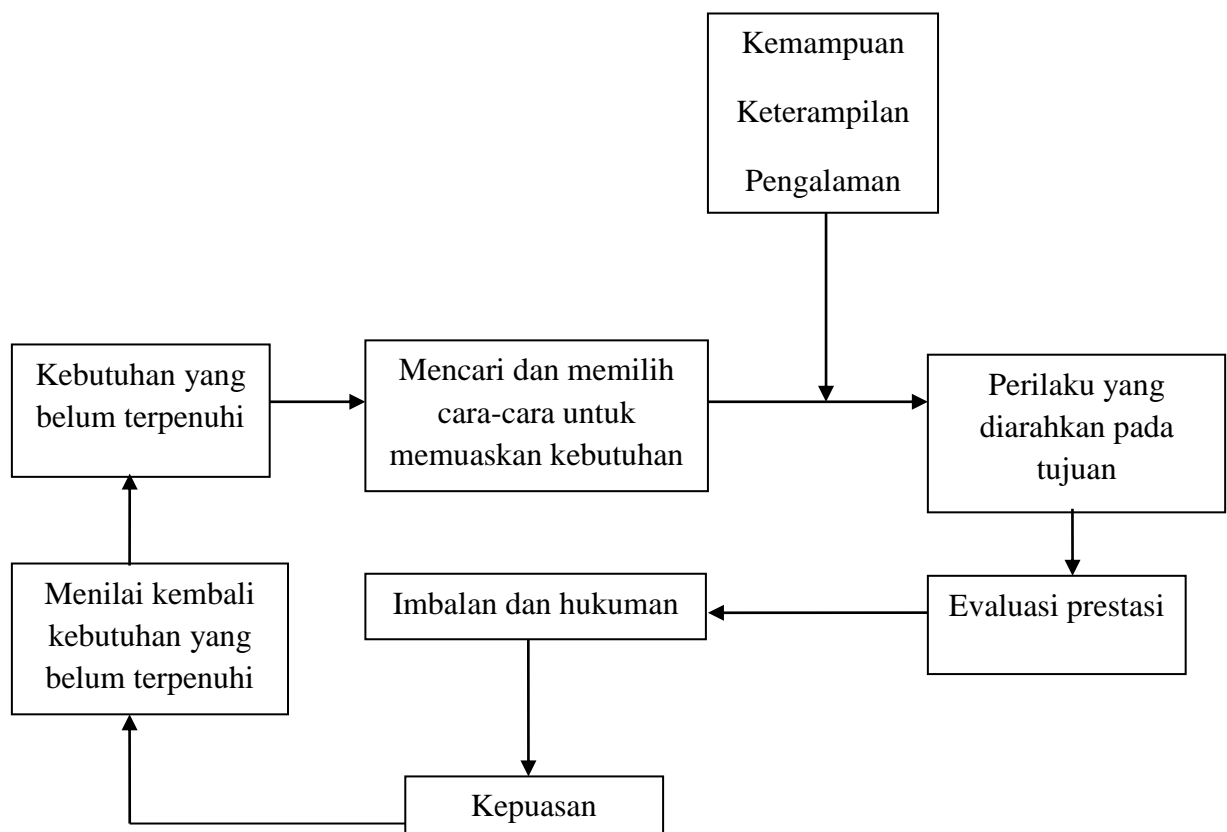 Kemampuan
Keterampilan
Pengalaman
Kebutuhan yang
belum terpenuhi
Mencari dan memilih
cara-cara untuk
memuaskan kebutuhan
Perilaku yang
diarahkan pada
tujuan
Menilai kembali
kebutuhan yang
belum terpenuhi
Imbalan dan hukuman
Evaluasi prestasi
Kepuasan